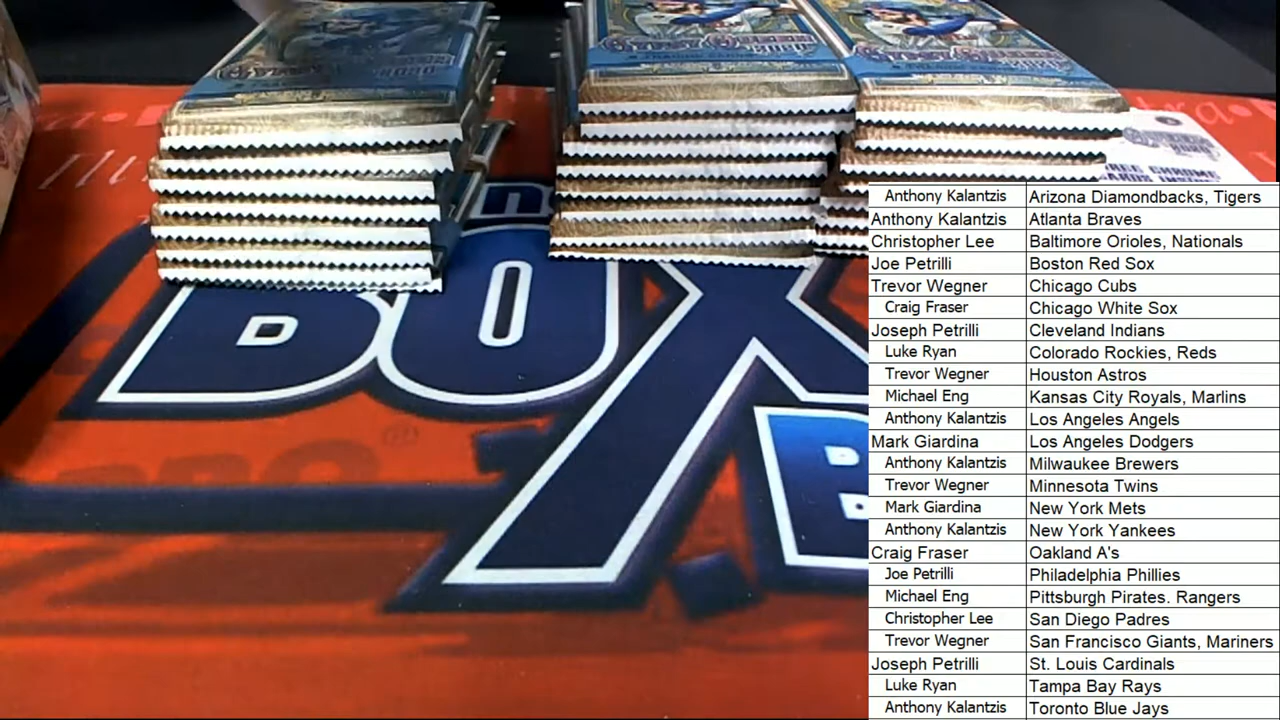 GYPSY QUEEN
TRADING CARDS
BOX
B
Anthony Kalantzis Arizona Diamondbacks, Tigers
Anthony Kalantzis Atlanta Braves
Christopher Lee Baltimore Orioles, Nationals
Joe Petrilli Boston Red Sox
Trevor Wegner Chicago Cubs
Craig Fraser Chicago White Sox
Joseph Petrilli Cleveland Indians
Luke Ryan Colorado Rockies, Reds
Trevor Wegner Houston Astros
Michael Eng Kansas City Royals, Marlins
Anthony Kalantzis Los Angeles Angels
Mark Giardina Los Angeles Dodgers
Anthony Kalantzis Milwaukee Brewers
Trevor Wegner Minnesota Twins
Mark Giardina New York Mets
Anthony Kalantzis New York Yankees
Craig Fraser Oakland A's
Joe Petrilli Philadelphia Phillies
Michael Eng Pittsburgh Pirates. Rangers
Christopher Lee San Diego Padres
Trevor Wegner San Francisco Giants, Mariners
Joseph Petrilli St. Louis Cardinals
Luke Ryan Tampa Bay Rays
Anthony Kalantzis Toronto Blue Jays